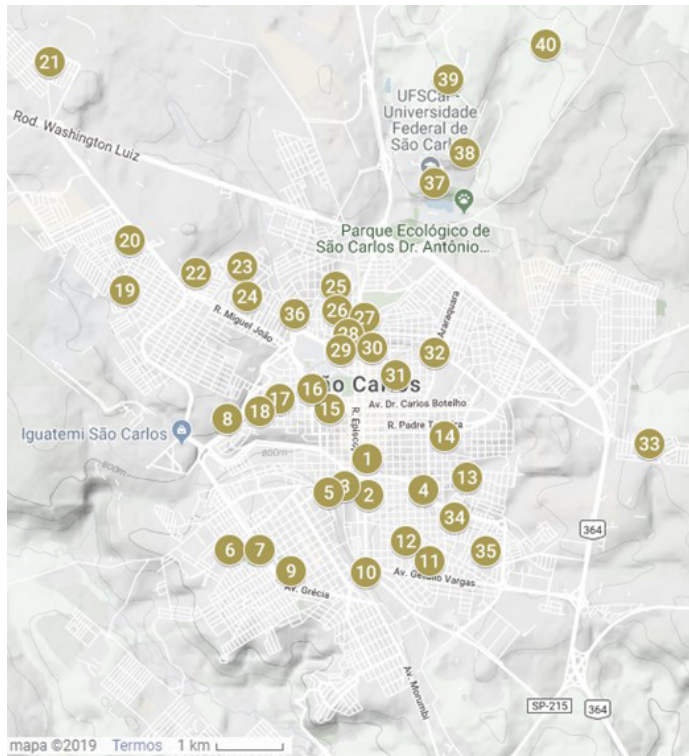 40
21
39
UFSCar -
Universidade
Federal de
São Carl
Rod. Washington Luiz
38
37
Parque Ecológico de
São Carlos Dr. Antônio...
20
22
23
19
24
25
26
36
27
28
R. Miguel João
Araraquara
29
30
32
31
16
ão Carlos
17
15
18
8
Av. Dr. Carlos Botelho
R. Episco
R. Padre T
ra
Iguatemi São Carlos
14
33
800m
800m
1
13
5
3
2
4
34
364
12
35
6
7
11
9
10
Av. Getúlio Vargas
Av. Grécia
Av. Morumbi
SP-215
364
mapa ©2019 Termos 1 km